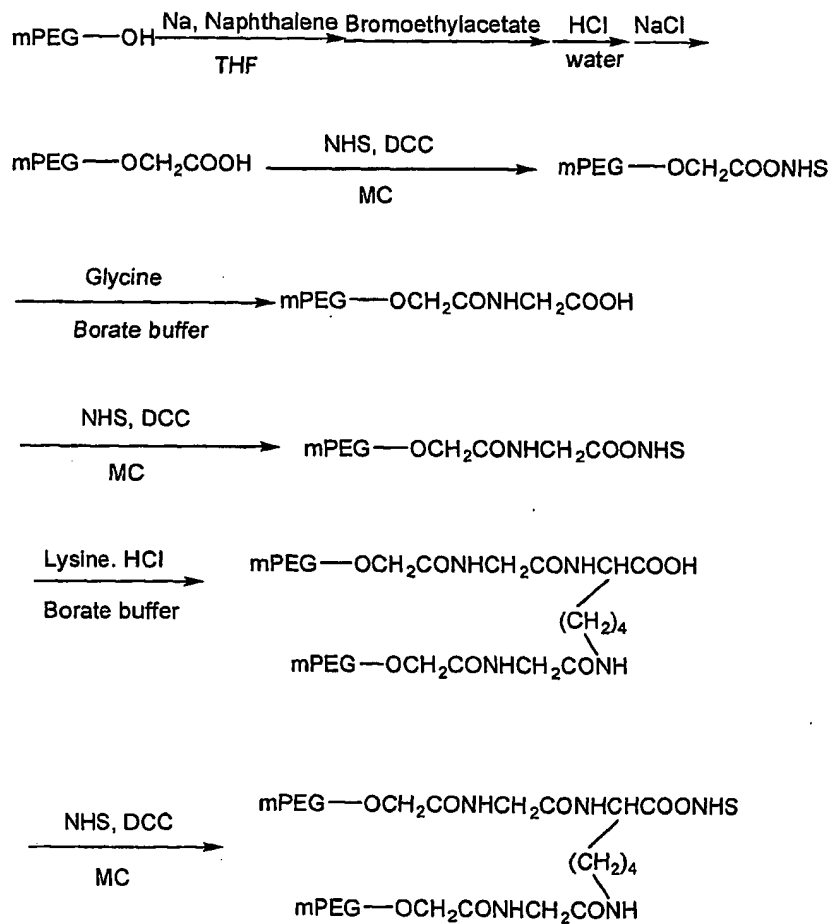 mPEG—OH Na, Naphthalene Bromoethylacetate HCl NaCl
THF water
mPEG—OCH2COOH NHS, DCC mPEG—OCH2COONHS
MC
Glycine
mPEG—OCH2CONHCH2COOH
Borate buffer
NHS, DCC
mPEG—OCH2CONHCH2COONHS
MC
Lysine. HCl mPEG—OCH2CONHCH2CONHCHCOOH
Borate buffer
(CH2)4
mPEG—OCH2CONHCH2CONH
mPEG—OCH2CONHCH2CONHCHCOONHS
NHS, DCC
MC (CH2)4
mPEG—OCH2CONHCH2CONH